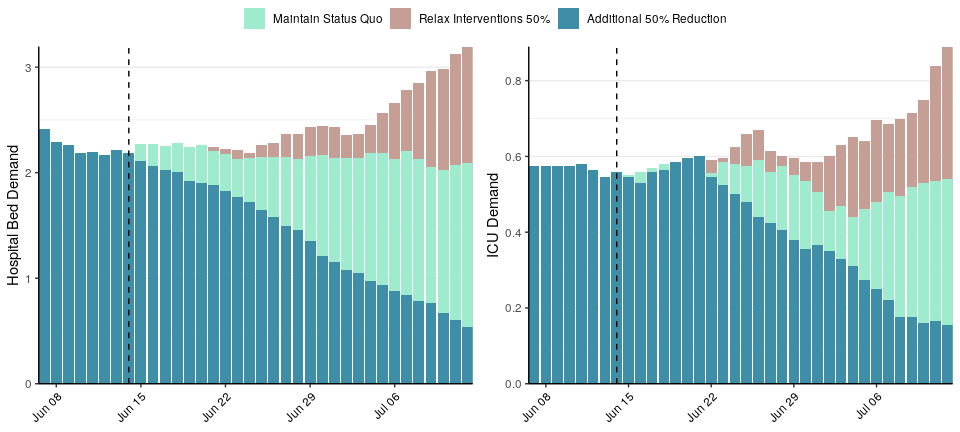 Maintain Status Quo Relax Interventions 50% Additional 50% Reduction
Hospital Bed Demand
3
2
1
0
Jun 08 Jun 15 Jun 22 Jun 29 Jul 06
ICU Demand
0.8
0.6
0.4
0.2
0.0
Jun 08 Jun 15 Jun 22 Jun 29 Jul 06